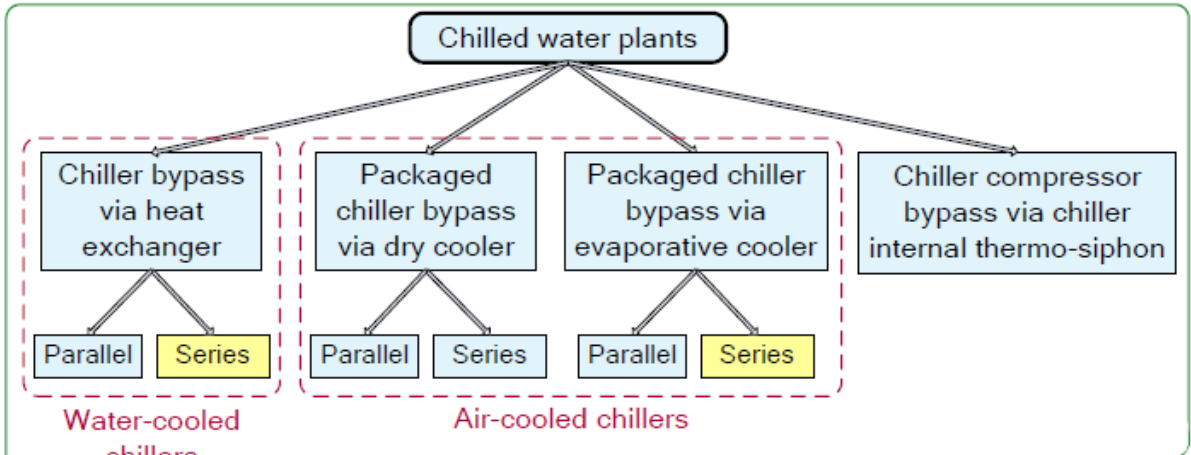 Chilled water plants
Chiller bypass
via heat
exchanger
Packaged
chiller bypass
via dry cooler
Packaged chiller
bypass via
evaporative cooler
Chiller compressor
bypass via chiller
internal thermo-siphon
Parallel
Series
Parallel
Series
Parallel
Series
Water-cooled
chillers
Air-cooled chillers